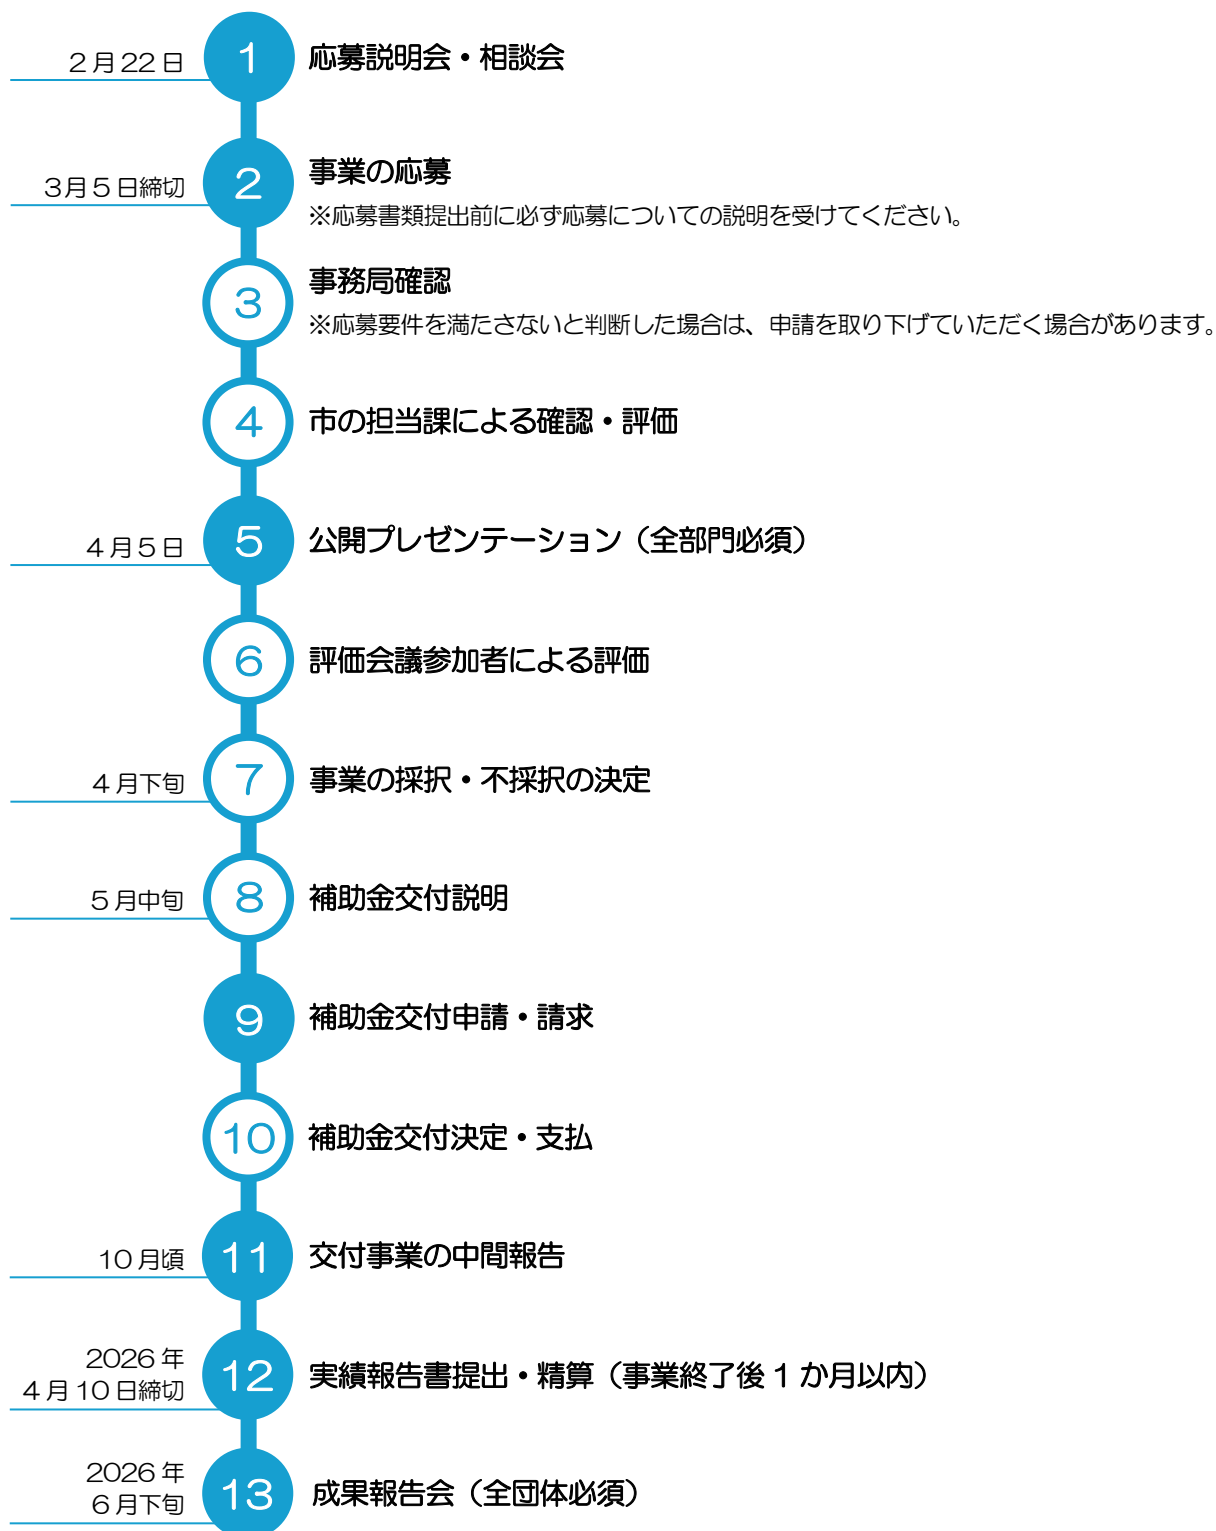 2月22日
1
応募説明会・相談会
3月5日締切
2
事業の応募
※応募書類提出前に必ず応募についての説明を受けてください。
3
事務局確認
※応募要件を満たさないと判断した場合は、申請を取り下げていただく場合があります。
4
市の担当課による確認・評価
4月5日
5
公開プレゼンテーション（全部門必須）
6
評価会議参加者による評価
4月下旬
7
事業の採択・不採択の決定
5月中旬
8
補助金交付説明
9
補助金交付申請・請求
10
補助金交付決定・支払
10月頃
11
交付事業の中間報告
2026年
4月10日締切
12
実績報告書提出・精算（事業終了後1か月以内）
2026年
6月下旬
13
成果報告会（全団体必須）